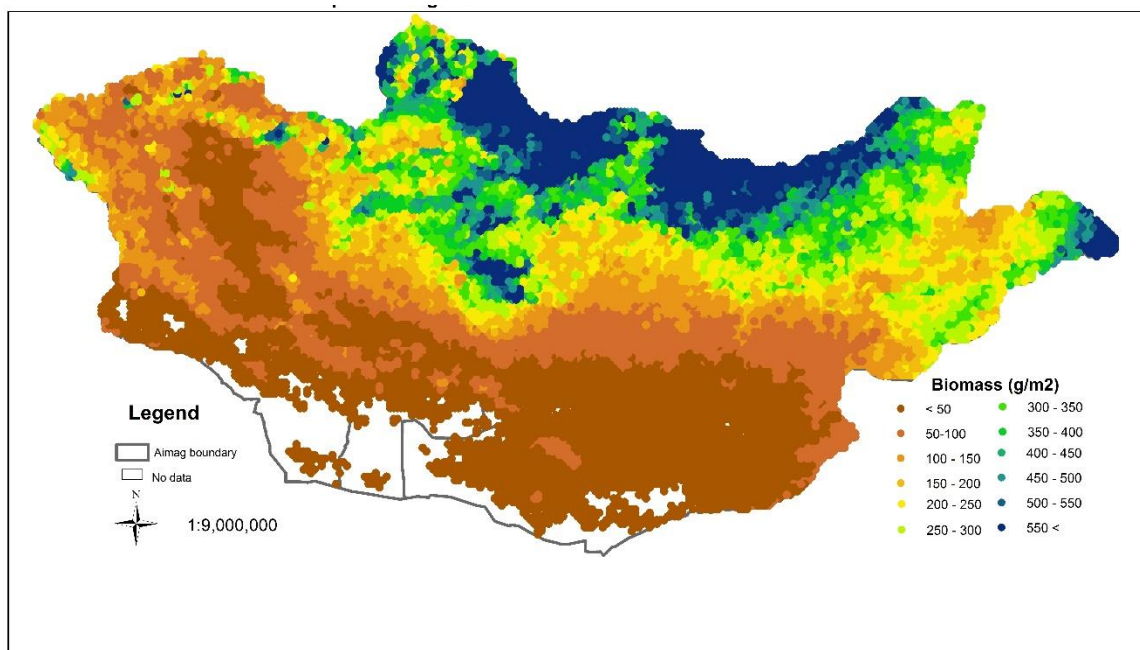 Legend
Aimag boundary
No data
N
1:9,000,000
Biomass (g/m2)
< 50
50-100
100 - 150
150 - 200
200 - 250
250 - 300
300 - 350
350 - 400
400 - 450
450 - 500
500 - 550
550 <